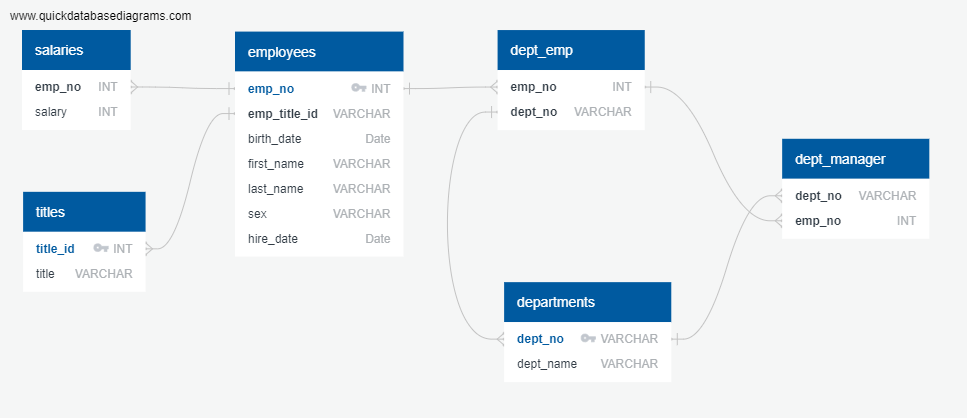 www.quickdatabasediagrams.com
salaries
emp_no INT
salary INT
employees
emp_no INT
emp_title_id VARCHAR
birth_date Date
first_name VARCHAR
last_name VARCHAR
sex VARCHAR
hire_date Date
dept_emp
emp_no INT
dept_no VARCHAR
dept_manager
dept_no VARCHAR
emp_no INT
titles
title_id INT
title VARCHAR
departments
dept_no VARCHAR
dept_name VARCHAR